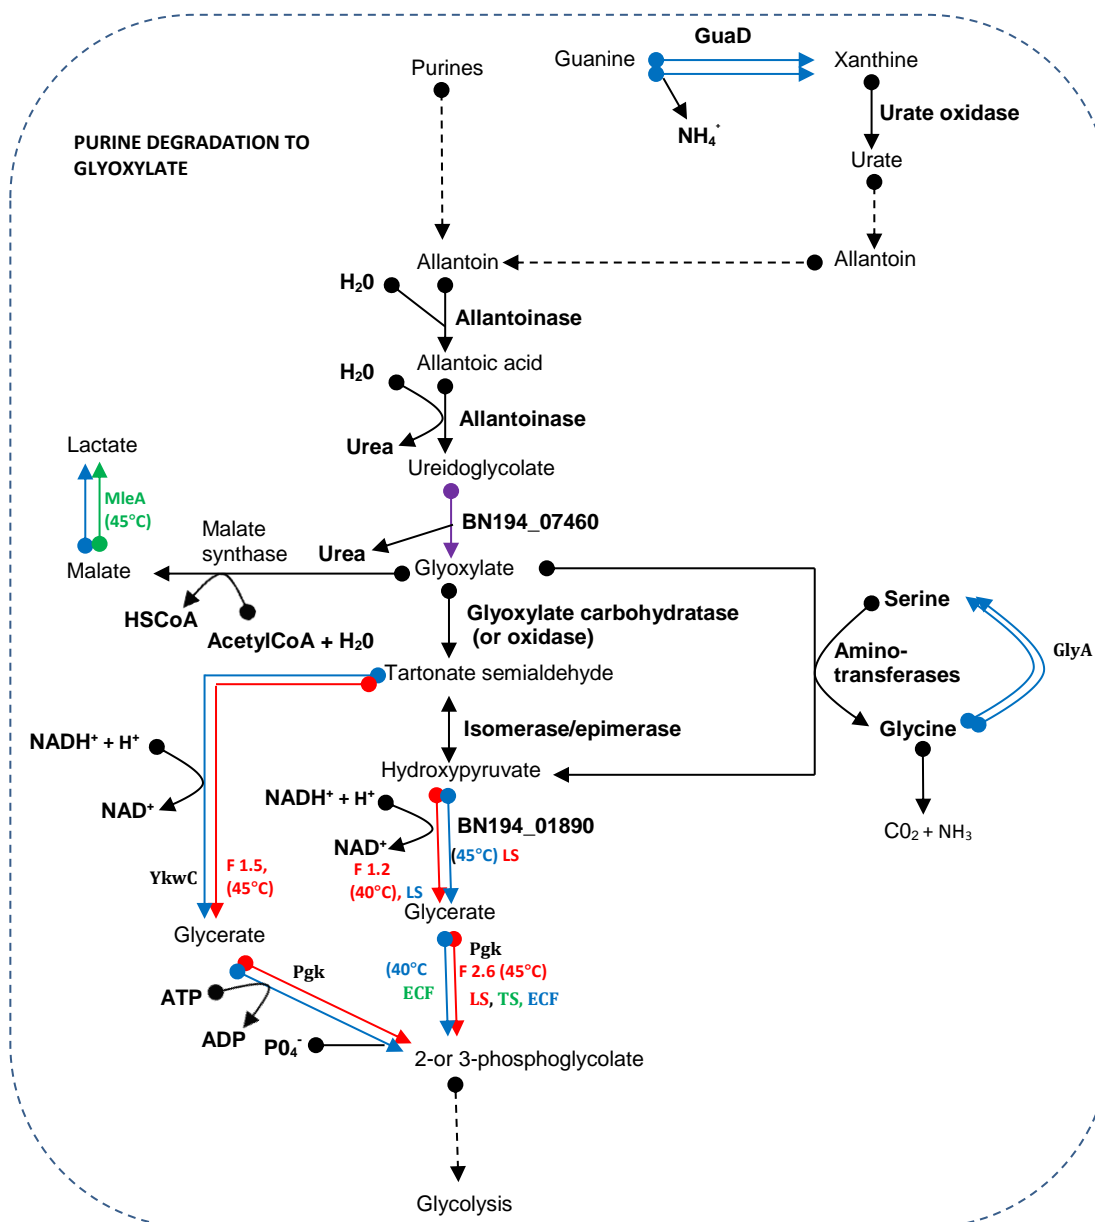 GuaD
Guanine
Xanthine
Purines
NH₄⁺
Urate oxidase
PURINE DEGRADATION TO
GLYOXYLATE
Urate
Allantoin
Allantoin
H₂0
Allantoinase
Allantoic acid
H₂0
Allantoinase
Urea
Lactate
Ureidoglycolate
MleA
(45°C)
BN194_07460
Malate
synthase
Urea
Malate
Glyoxylate
HSCoA
AcetylCoA + H₂0
Glyoxylate carbohydratase
(or oxidase)
Serine
GlyA
Amino-
transferases
Tartonate semialdehyde
Isomerase/epimerase
Glycine
NADH⁺ + H⁺
NAD⁺
Hydroxypyruvate
NADH⁺ + H⁺
BN194_01890
NAD⁺
(45°C) LS
C0₂ + NH₃
YkwC
F 1.5,
(45°C)
F 1.2
(40°C), LS
Glycerate
Glycerate
Pgk
Pgk
(40°C
ECF
F 2.6 (45°C)
LS, TS, ECF
ATP
ADP
P0₄⁻
2-or 3-phosphoglycolate
Glycolysis